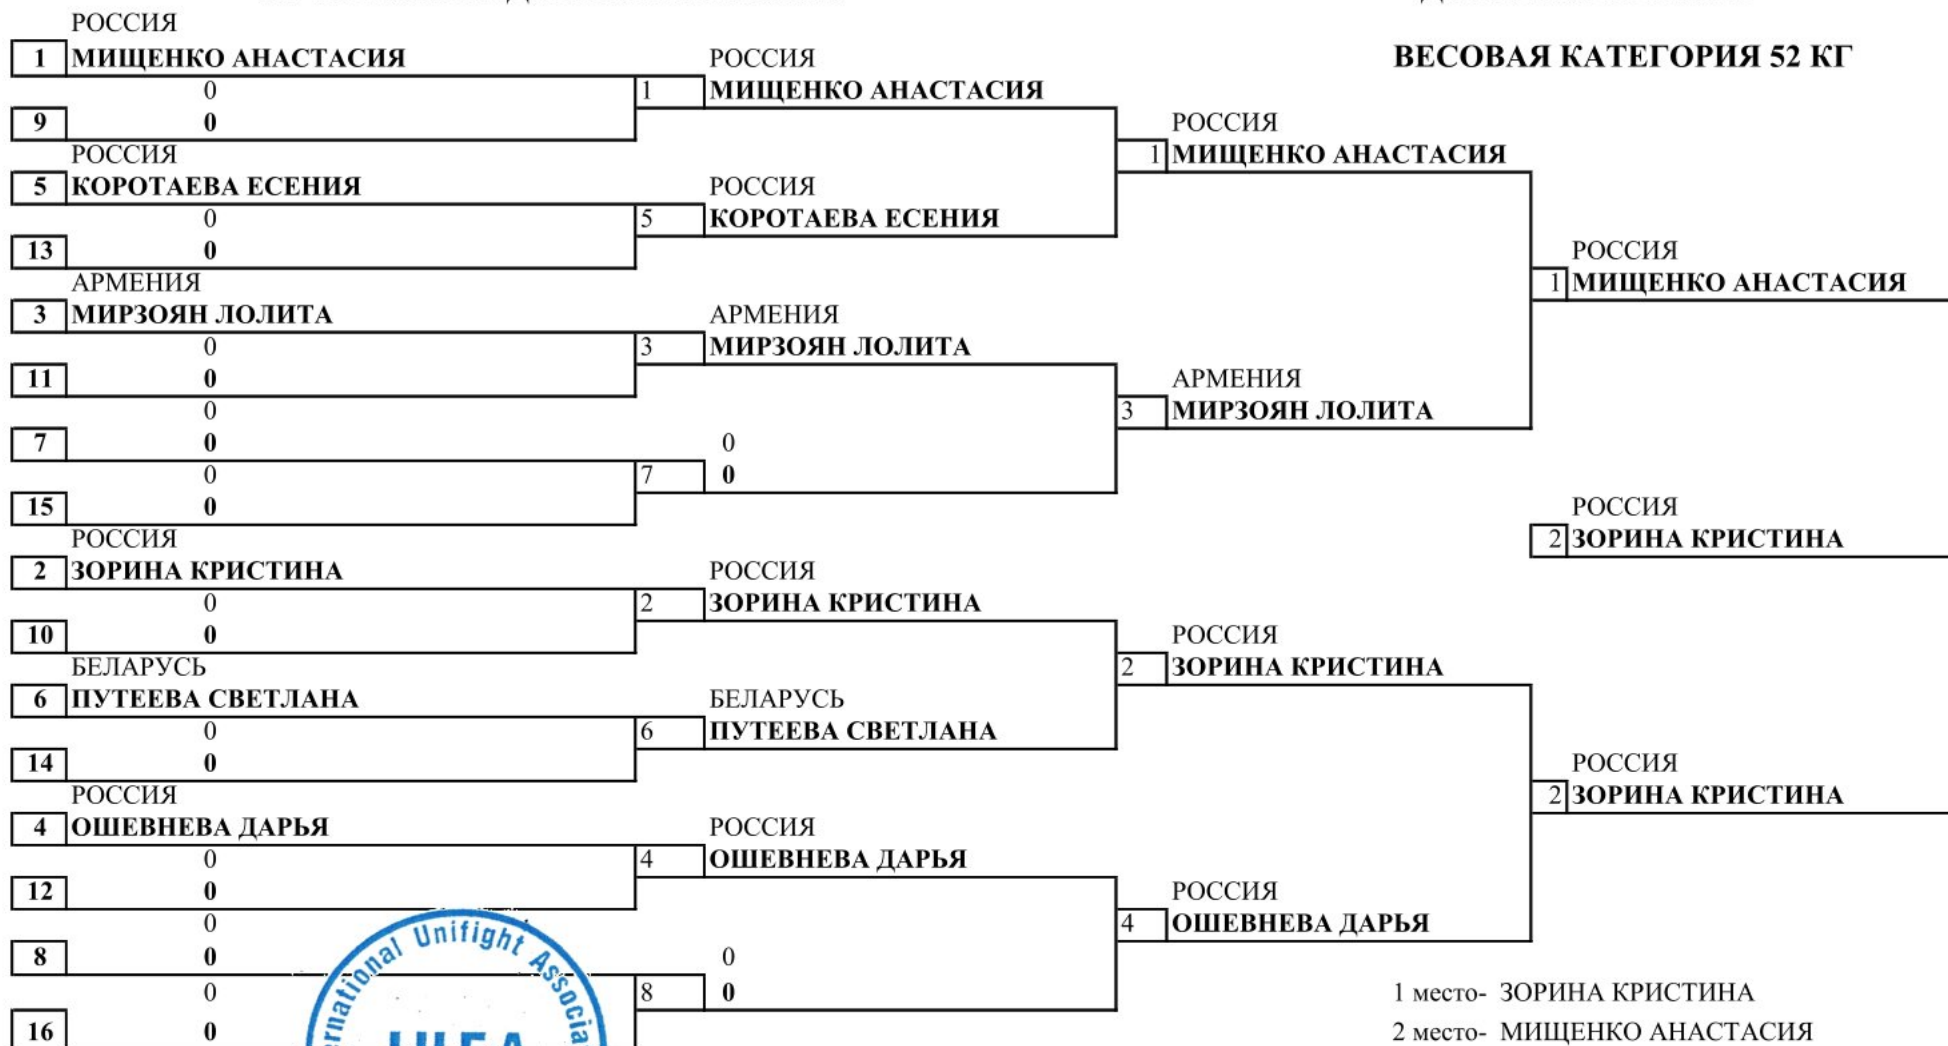 ВЕСОВАЯ КАТЕГОРИЯ 52 КГ
РОССИЯ
1 МИЩЕНКО АНАСТАСИЯ
0
9 0
РОССИЯ
5 КОРОТАЕВА ЕСЕНИЯ
0
13 0
АРМЕНИЯ
3 МИРЗОЯН ЛОЛИТА
0
11 0
0
7 0
0
15 0
РОССИЯ
2 ЗОРИНА КРИСТИНА
0
10 0
БЕЛАРУСЬ
6 ПУТЕЕВА СВЕТЛАНА
0
14 0
РОССИЯ
4 ОШЕВНЕВА ДАРЬЯ
0
12 0
0
8 0
0
16 0
РОССИЯ
1 МИЩЕНКО АНАСТАСИЯ
РОССИЯ
5 КОРОТАЕВА ЕСЕНИЯ
АРМЕНИЯ
3 МИРЗОЯН ЛОЛИТА
0
7 0
РОССИЯ
2 ЗОРИНА КРИСТИНА
БЕЛАРУСЬ
6 ПУТЕЕВА СВЕТЛАНА
РОССИЯ
4 ОШЕВНЕВА ДАРЬЯ
0
8 0
РОССИЯ
1 МИЩЕНКО АНАСТАСИЯ
АРМЕНИЯ
3 МИРЗОЯН ЛОЛИТА
РОССИЯ
2 ЗОРИНА КРИСТИНА
РОССИЯ
4 ОШЕВНЕВА ДАРЬЯ
РОССИЯ
1 МИЩЕНКО АНАСТАСИЯ
РОССИЯ
2 ЗОРИНА КРИСТИНА
РОССИЯ
2 ЗОРИНА КРИСТИНА
1 место- ЗОРИНА КРИСТИНА
2 место- МИЩЕНКО АНАСТАСИЯ
Unifight